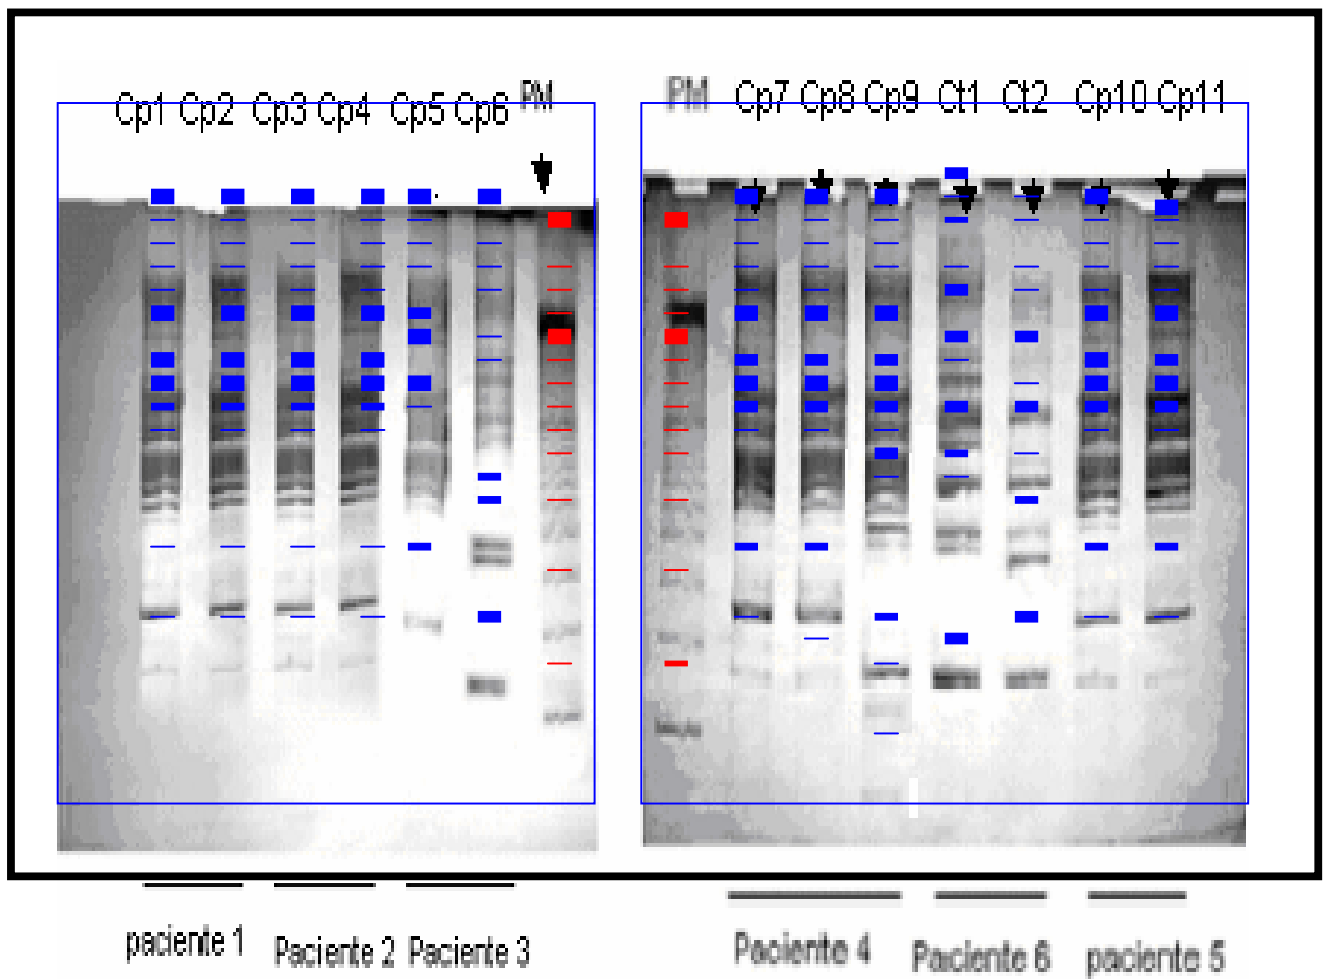 Cp1 Cp2 Cp3 Cp4 Cp5 Cp6 PM
PM Cp7 Cp8 Cp9 Ct1 Ct2 Cp10 Cp11
paciente 1 Paciente 2 Paciente 3
Paciente 4 Paciente 6 paciente 5